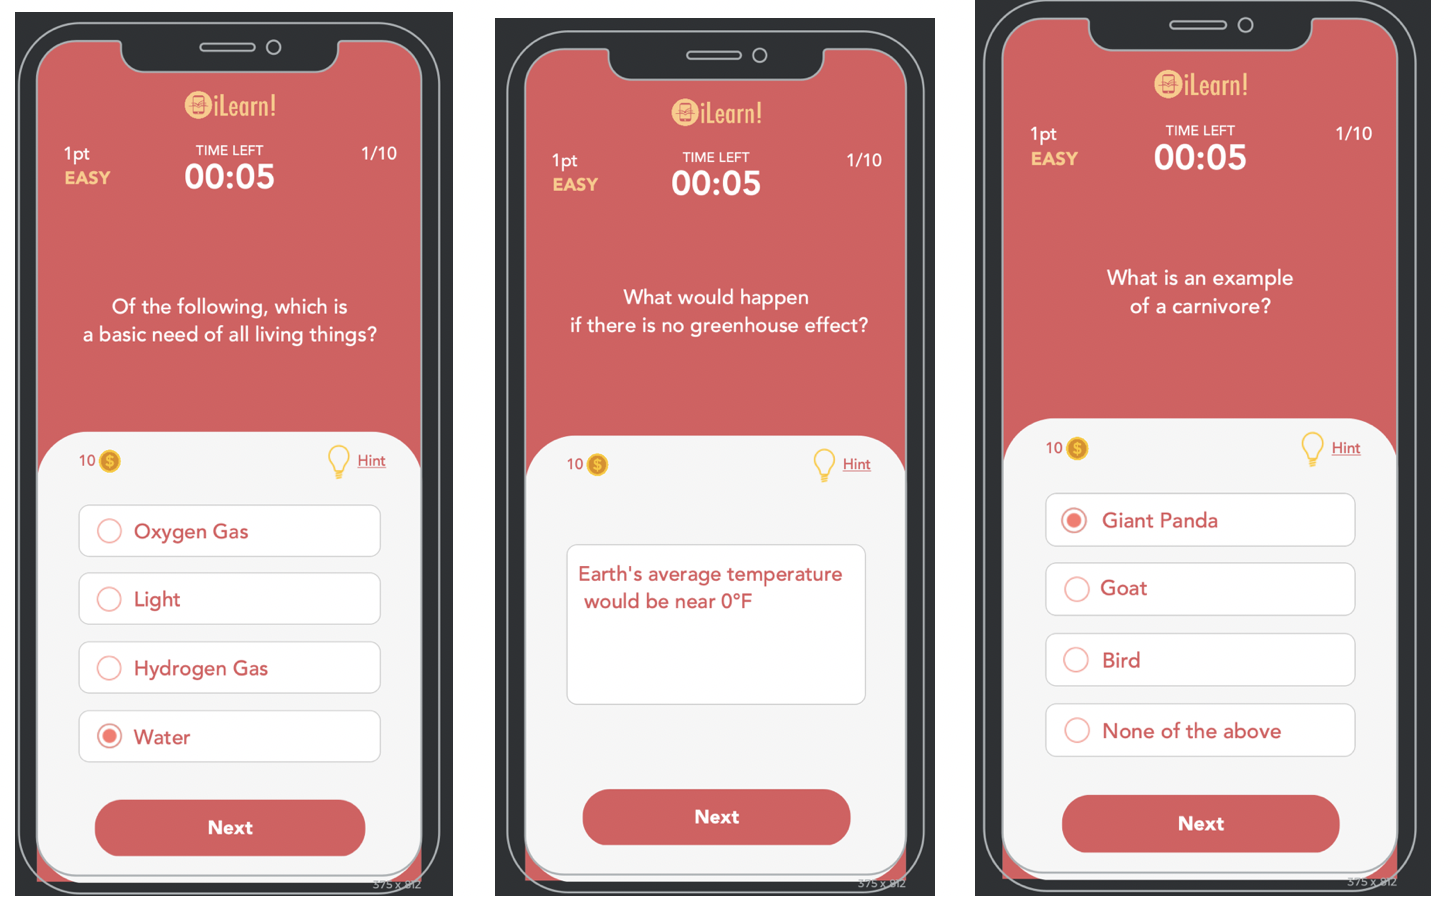 iLearn!
1pt
TIME LEFT
1/10
EASY
00:05
Of the following, which is
a basic need of all living things?
10
Hint
Oxygen Gas
Light
Hydrogen Gas
Water
Next
375 x 812
iLearn!
1pt
TIME LEFT
1/10
EASY
00:05
What would happen
if there is no greenhouse effect?
10
Hint
Earth's average temperature
would be near 0°F
Next
375 x 812
iLearn!
1pt
TIME LEFT
1/10
EASY
00:05
What is an example
of a carnivore?
10
Hint
Giant Panda
Goat
Bird
None of the above
Next
375 x 812